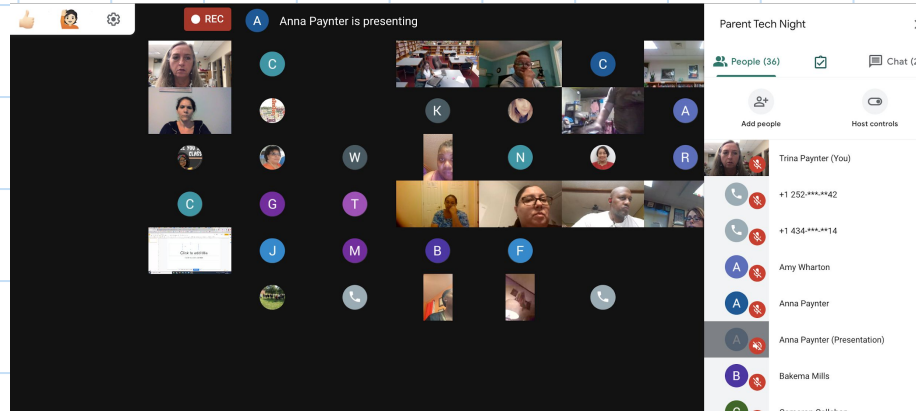 REC
A
Anna Paynter is presenting
C
C
K
A
W
N
R
C
G
T
J
M
B
F
Parent Tech Night
People (36)
Chat (2
Add people
Host controls
Trina Paynter (You)
+1 252-***-**42
+1 434-***-**14
A
Amy Wharton
A
Anna Paynter
A
Anna Paynter (Presentation)
B
Bakema Mills